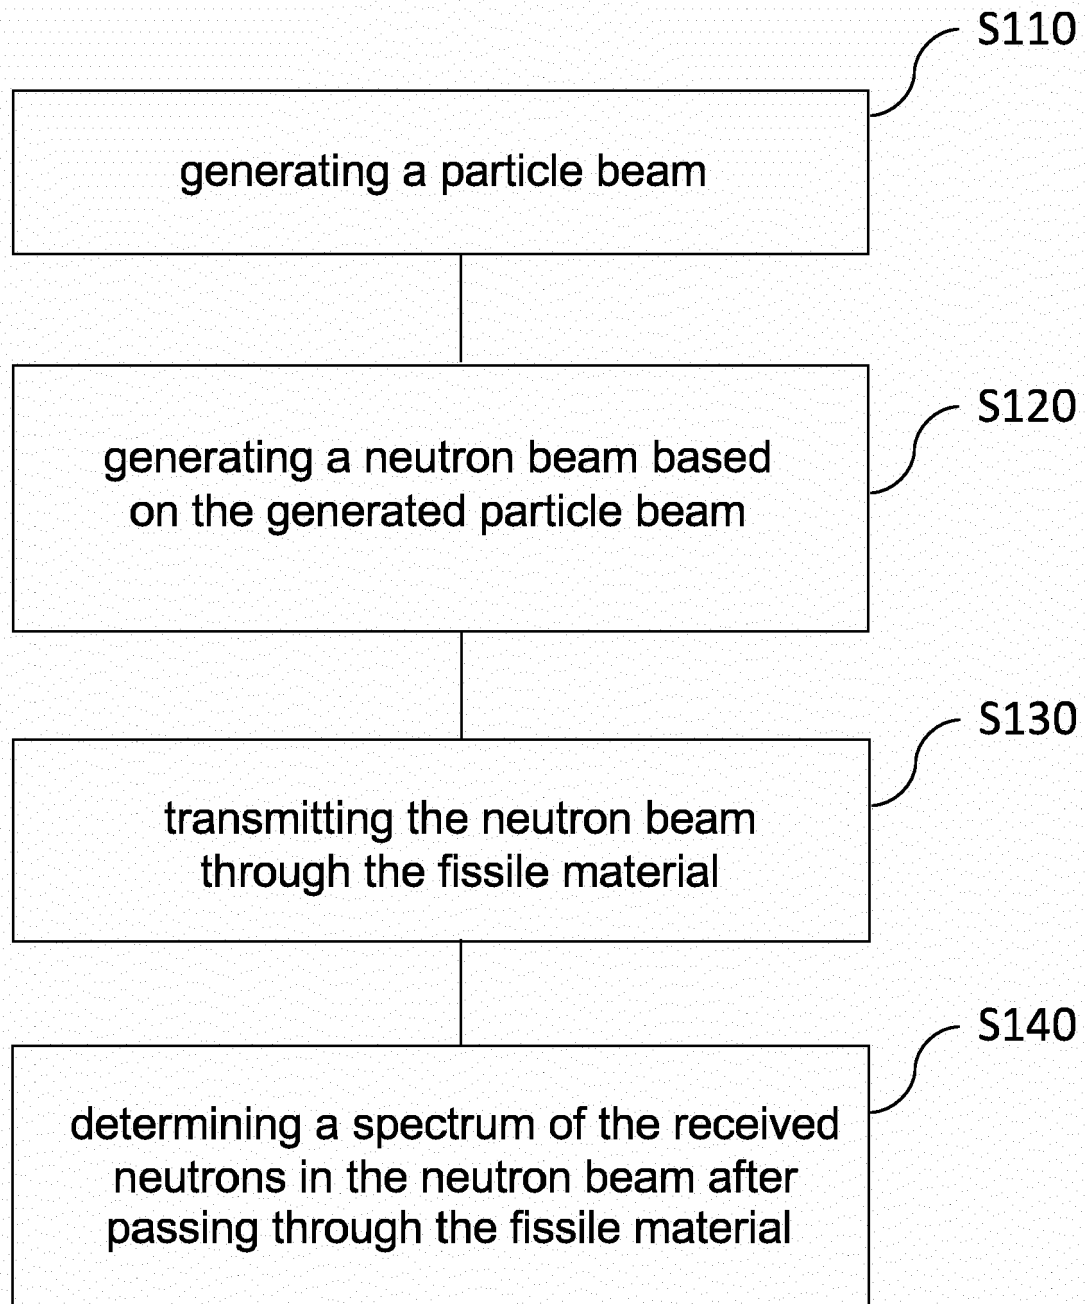 S110
generating a particle beam
S120
generating a neutron beam based
on the generated particle beam
S130
transmitting the neutron beam
through the fissile material
S140
determining a spectrum of the received
neutrons in the neutron beam after
passing through the fissile material